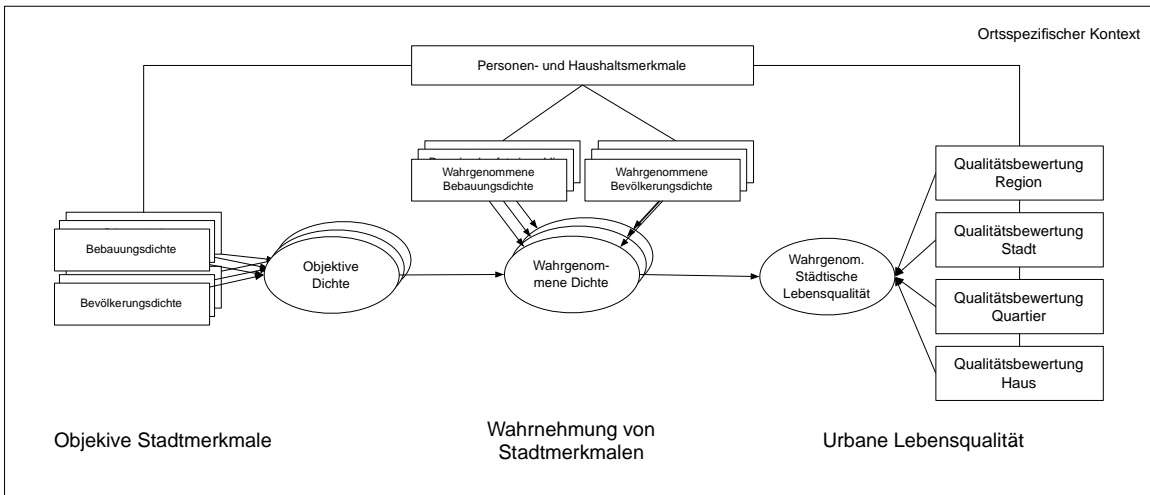 Ortsspezifischer Kontext
Personen- und Haushaltsmerkmale
Wahrgenommene
Bebauungsdichte
Wahrgenommene
Bevölkerungsdichte
Qualitätsbewertung
Region
Bebauungsdichte
Qualitätsbewertung
Stadt
Objektive
Dichte
Wahrgenom-
mene Dichte
Wahrgenom.
Städtische
Lebensqualität
Bevölkerungsdichte
Qualitätsbewertung
Quartier
Qualitätsbewertung
Haus
Objekive Stadtmerkmale
Wahrnehmung von
Stadtmerkmalen
Urbane Lebensqualität